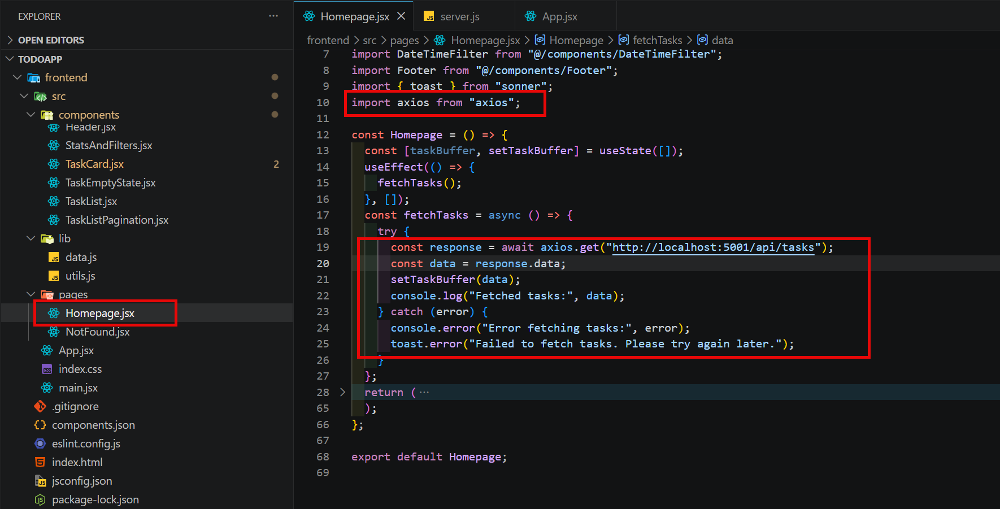 EXPLORER
OPEN EDITORS
TODOAPP
frontend
src
components
Header.jsx
StatsAndFilters.jsx
TaskCard.jsx 2
TaskEmptyState.jsx
TaskList.jsx
TaskListPagination.jsx
lib
JS data.js
JS utils.js
pages
Homepage.jsx
NotFound.jsx
App.jsx
CSS index.css
main.jsx
.gitignore
components.json
eslint.config.js
index.html
JS jsconfig.json
package-lock.json
Homepage.jsx
JS server.js
App.jsx
frontend > src > pages > Homepage.jsx > Homepage > fetchTasks > data
7 import DateTimeFilter from "@/components/DateTimeFilter";
8 import Footer from "@/components/Footer";
9 import { toast } from "sonner";
10 import axios from "axios";
11
12 const Homepage = () => {
13 const [taskBuffer, setTaskBuffer] = useState([]);
14 useEffect(() => {
15 fetchTasks();
16 }, []);
17 const fetchTasks = async () => {
18 try {
19 const response = await axios.get("http://localhost:5001/api/tasks");
20 const data = response.data;
21 setTaskBuffer(data);
22 console.log("Fetched tasks:", data);
23 } catch (error) {
24 console.error("Error fetching tasks:", error);
25 toast.error("Failed to fetch tasks. Please try again later.");
26 }
27 };
28 return ( ···
65 );
66 };
67
68 export default Homepage;
69